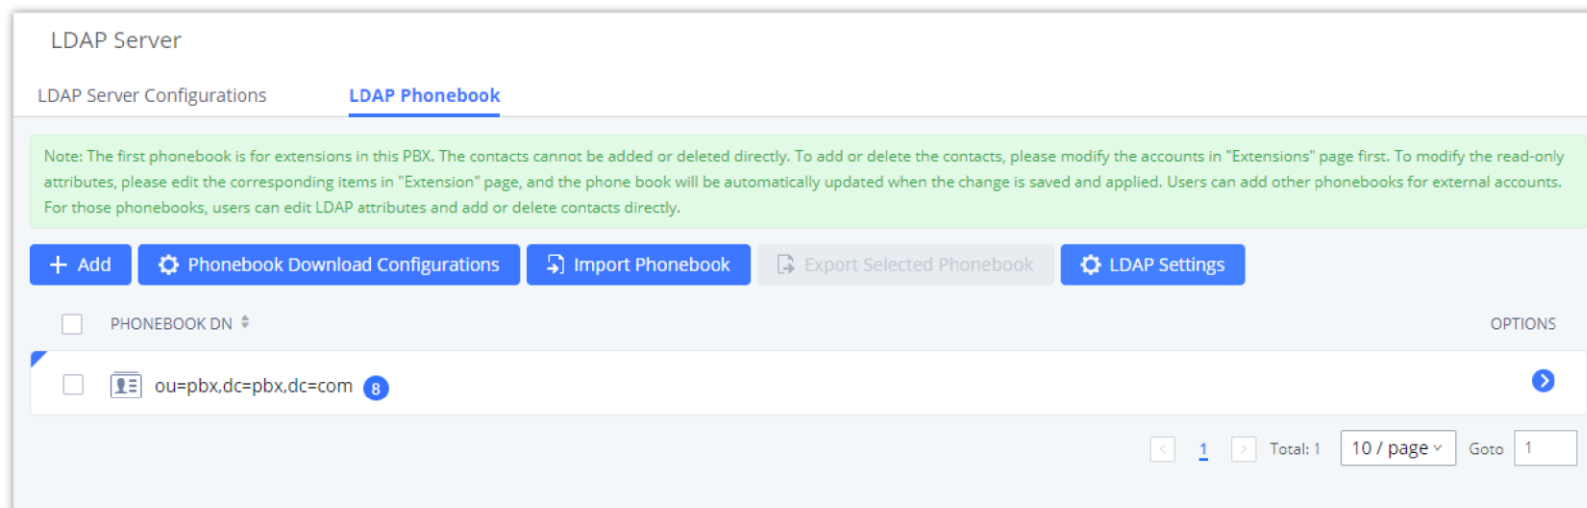 LDAP Server
LDAP Server Configurations LDAP Phonebook
Note: The first phonebook is for extensions in this PBX. The contacts cannot be added or deleted directly. To add or delete the contacts, please modify the accounts in "Extensions" page first. To modify the read-only
attributes, please edit the corresponding items in "Extension" page, and the phone book will be automatically updated when the change is saved and applied. Users can add other phonebooks for external accounts.
For those phonebooks, users can edit LDAP attributes and add or delete contacts directly.
+ Add Phonebook Download Configurations Import Phonebook Export Selected Phonebook LDAP Settings
PHONEBOOK DN OPTIONS
ou=pbx,dc=pbx,dc=com 8
< 1 > Total: 1 10 / page Goto 1